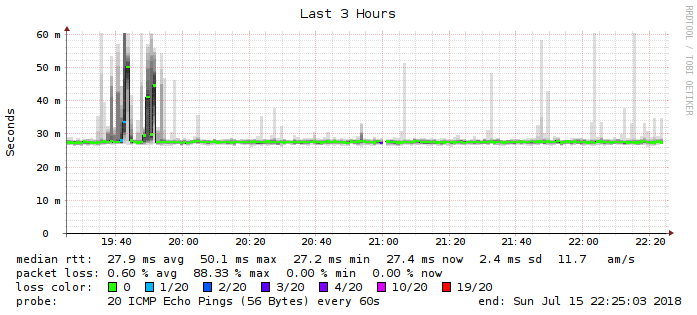 Last 3 Hours
RRDTOOL / TOBI OETIKER
Seconds
60 m
50 m
40 m
30 m
20 m
10 m
0
19:40 20:00 20:20 20:40 21:00 21:20 21:40 22:00 22:20
median rtt: 27.9 ms avg 50.1 ms max 27.2 ms min 27.4 ms now 2.4 ms sd 11.7 am/s
packet loss: 0.60 % avg 88.33 % max 0.00 % min 0.00 % now
loss color: 0 1/20 2/20 3/20 4/20 10/20 19/20
probe: 20 ICMP Echo Pings (56 Bytes) every 60s end: Sun Jul 15 22:25:03 2018